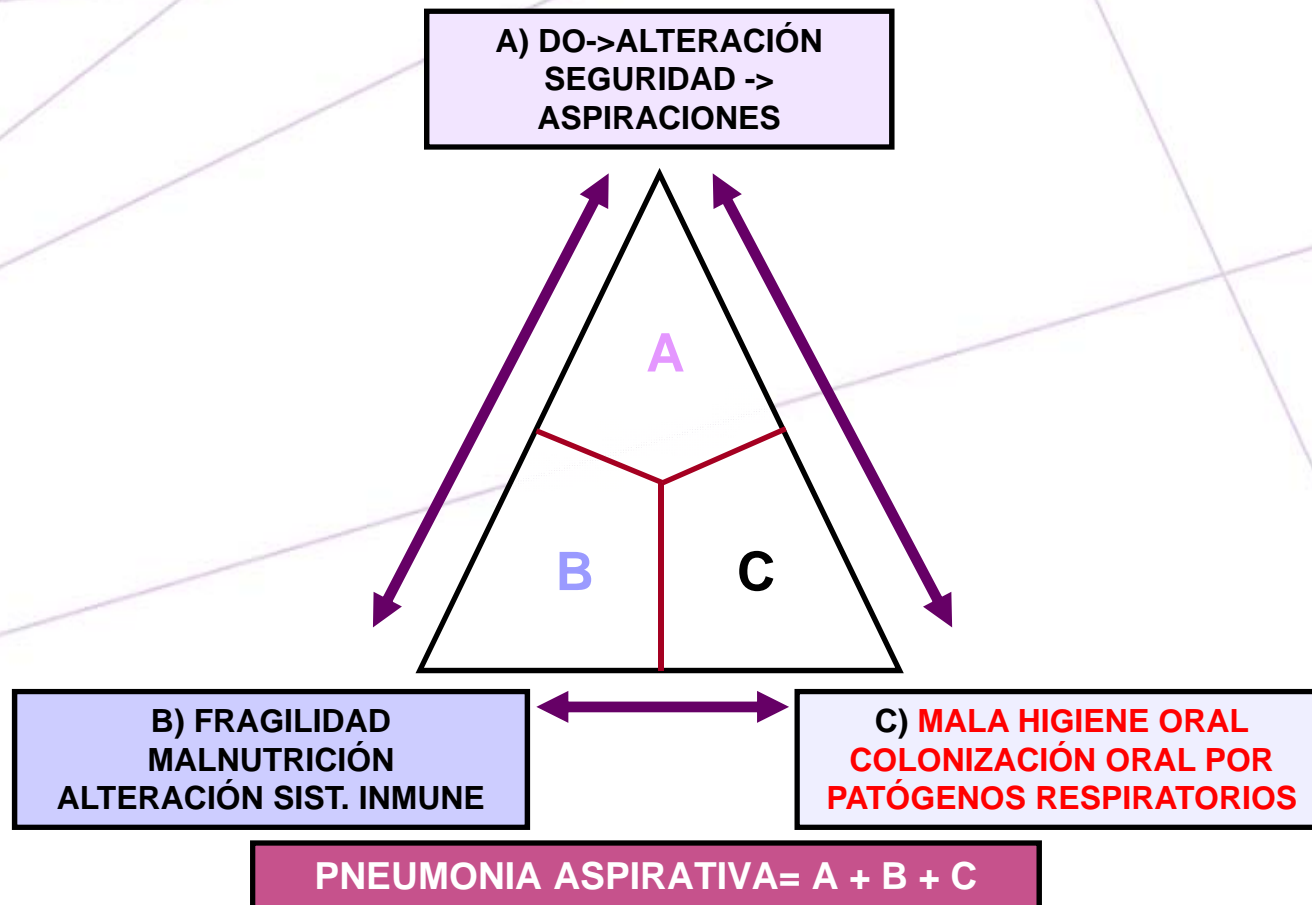 A) DO->ALTERACIÓN
SEGURIDAD ->
ASPIRACIONES
A
B
C
B) FRAGILIDAD
MALNUTRICIÓN
ALTERACIÓN SIST. INMUNE
C) MALA HIGIENE ORAL
COLONIZACIÓN ORAL POR
PATÓGENOS RESPIRATORIOS
PNEUMONIA ASPIRATIVA= A + B + C